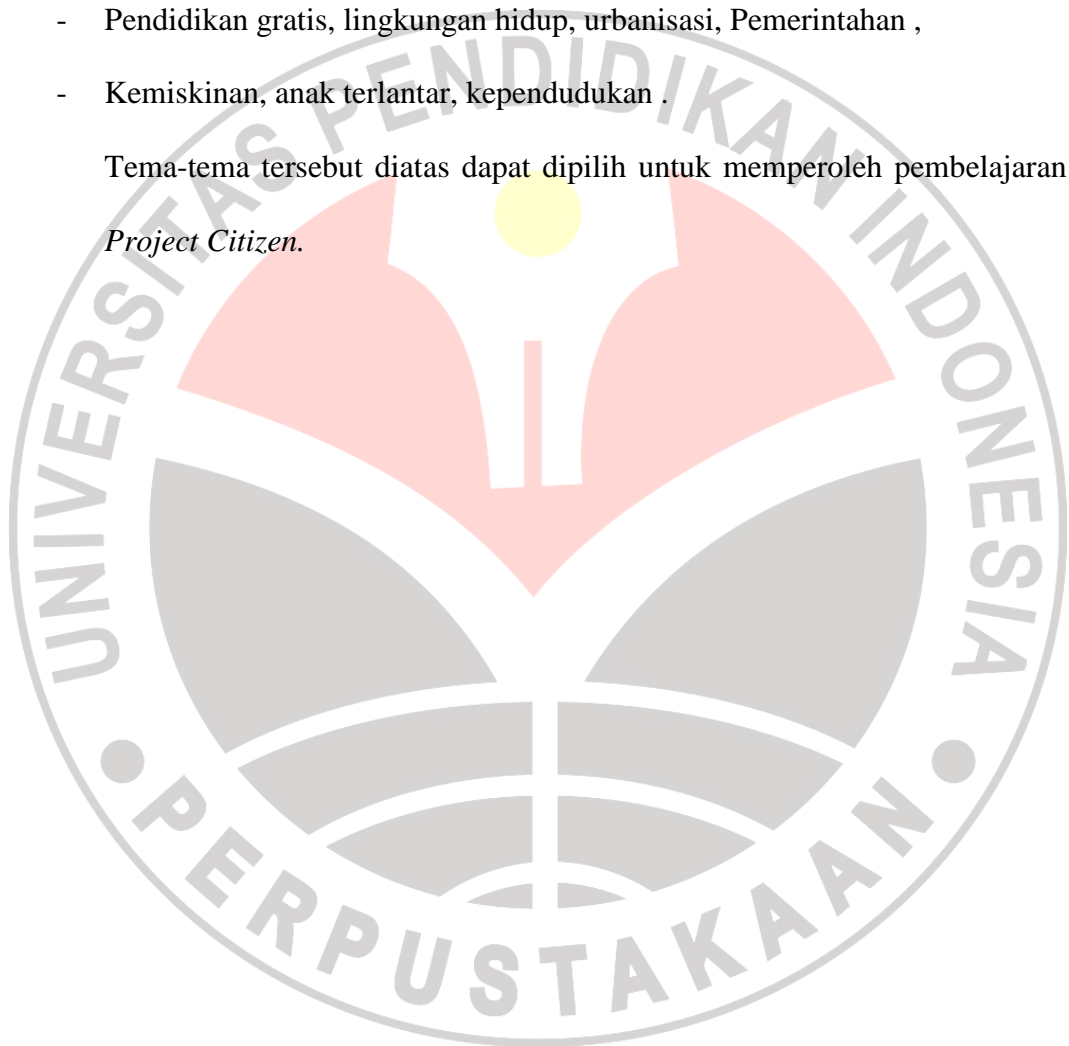 - Pendidikan gratis, lingkungan hidup, urbanisasi, Pemerintahan ,
- Kemiskinan, anak terlantar, kependudukan .
Tema-tema tersebut diatas dapat dipilih untuk memperoleh pembelajaran
Project Citizen.
UNIVERSITAS PENDIDIKAN INDONESIA
PERPUSTAKAAN